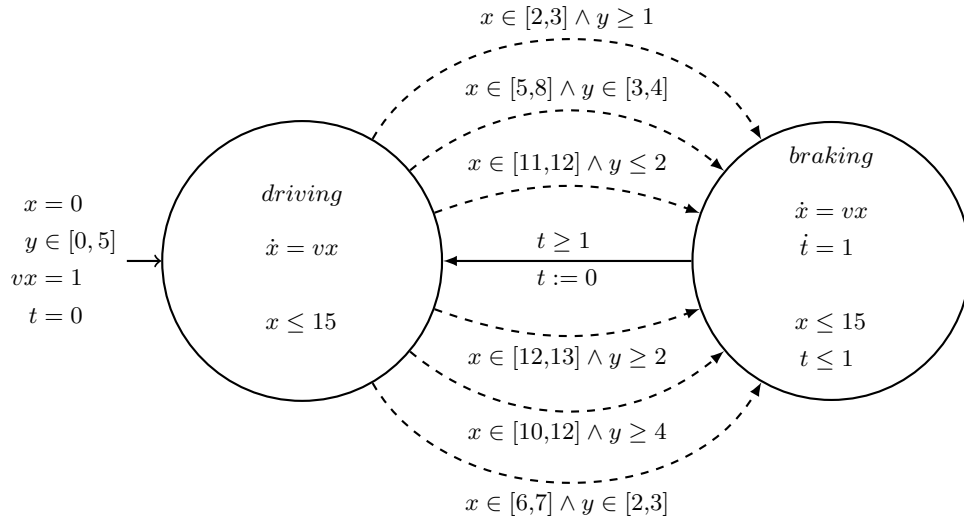 x ∈ [2,3] ∧ y ≥ 1
x ∈ [5,8] ∧ y ∈ [3,4]
x ∈ [11,12] ∧ y ≤ 2
x = 0
y ∈ [0, 5]
vx = 1
t = 0
driving
ẋ = vx
x ≤ 15
t ≥ 1
t := 0
braking
ẋ = vx
ṫ = 1
x ≤ 15
t ≤ 1
x ∈ [12,13] ∧ y ≥ 2
x ∈ [10,12] ∧ y ≥ 4
x ∈ [6,7] ∧ y ∈ [2,3]